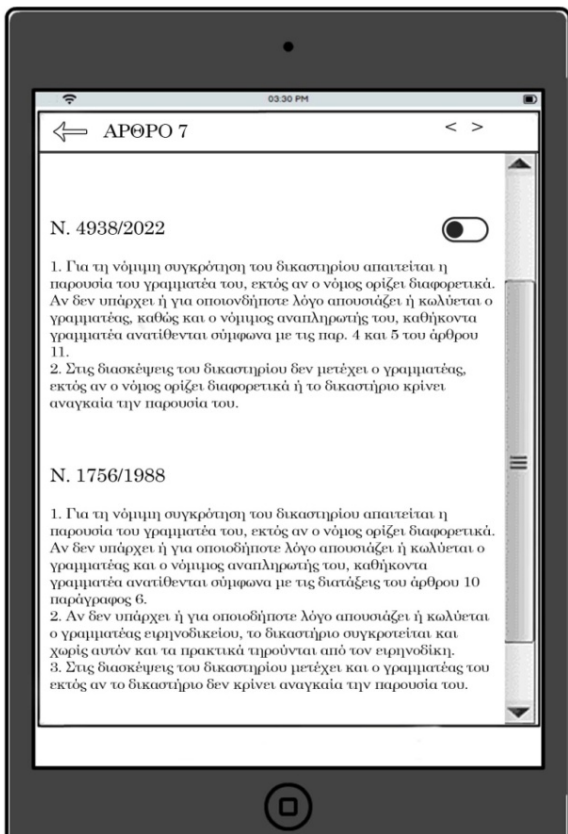 03:30 PM
ΑΡΘΡΟ 7
< >
Ν. 4938/2022
1. Για τη νόμιμη συγκρότηση του δικαστηρίου απαιτείται η
παρουσία του γραμματέα του, εκτός αν ο νόμος ορίζει διαφορετικά.
Αν δεν υπάρχει ή για οποιονδήποτε λόγο απουσιάζει ή κωλύεται ο
γραμματέας, καθώς και ο νόμιμος αναπληρωτής του, καθήκοντα
γραμματέα ανατίθενται σύμφωνα με τις παρ. 4 και 5 του άρθρου
11.
2. Στις διασκέψεις του δικαστηρίου δεν μετέχει ο γραμματέας,
εκτός αν ο νόμος ορίζει διαφορετικά ή το δικαστήριο κρίνει
αναγκαία την παρουσία του.
Ν. 1756/1988
1. Για τη νόμιμη συγκρότηση του δικαστηρίου απαιτείται η
παρουσία του γραμματέα του, εκτός αν ο νόμος ορίζει διαφορετικά.
Αν δεν υπάρχει ή για οποιοδήποτε λόγο απουσιάζει ή κωλύεται ο
γραμματέας και ο νόμιμος αναπληρωτής του, καθήκοντα
γραμματέα ανατίθενται σύμφωνα με τις διατάξεις του άρθρου 10
παράγραφος 6.
2. Αν δεν υπάρχει ή για οποιοδήποτε λόγο απουσιάζει ή κωλύεται
ο γραμματέας ειρηνοδικείου, το δικαστήριο συγκροτείται και
χωρίς αυτόν και τα πρακτικά τηρούνται από τον ειρηνοδίκη.
3. Στις διασκέψεις του δικαστηρίου μετέχει και ο γραμματέας του
εκτός αν το δικαστήριο δεν κρίνει αναγκαία την παρουσία του.